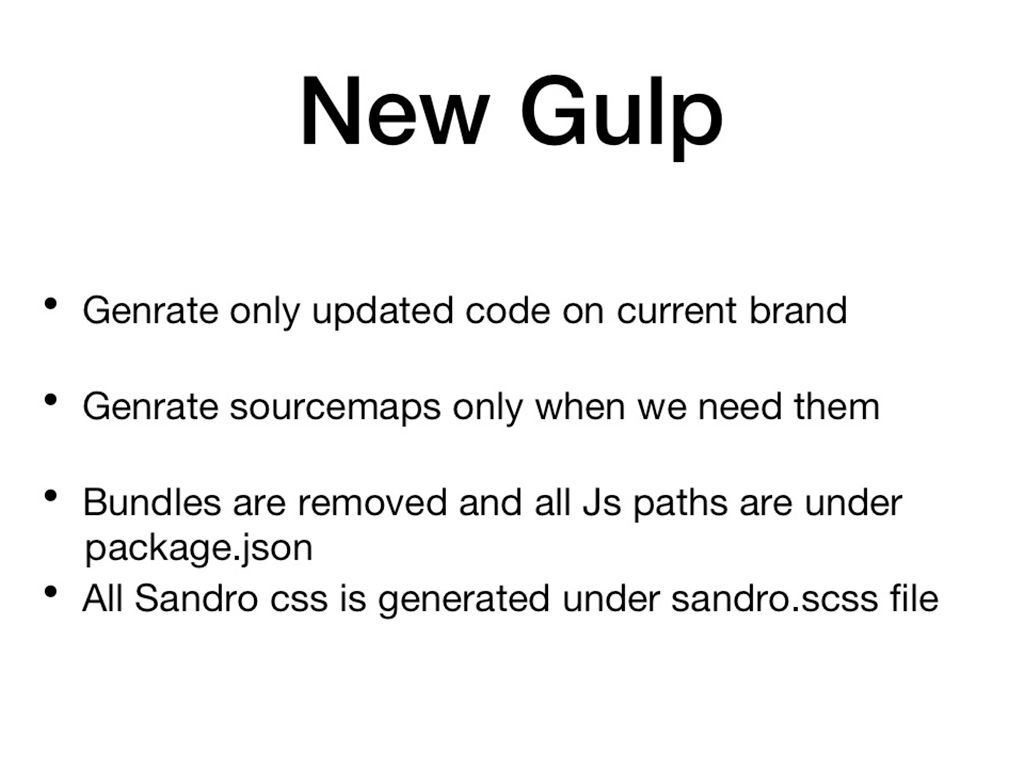 New Gulp
• Genrate only updated code on current brand
• Genrate sourcemaps only when we need them
• Bundles are removed and all Js paths are under
package.json
• All Sandro css is generated under sandro.scss file